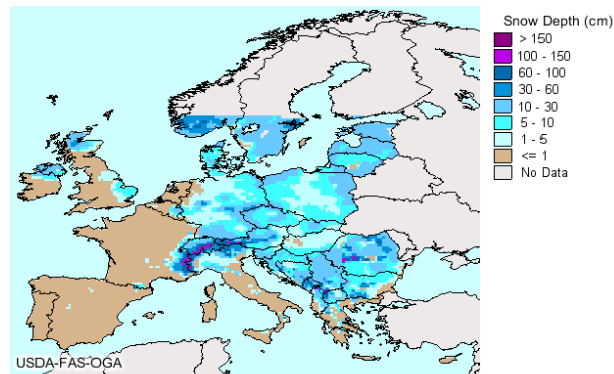 Snow Depth (cm)
> 150
100 - 150
60 - 100
30 - 60
10 - 30
5 - 10
1 - 5
<= 1
No Data
USDA-FAS-OGA